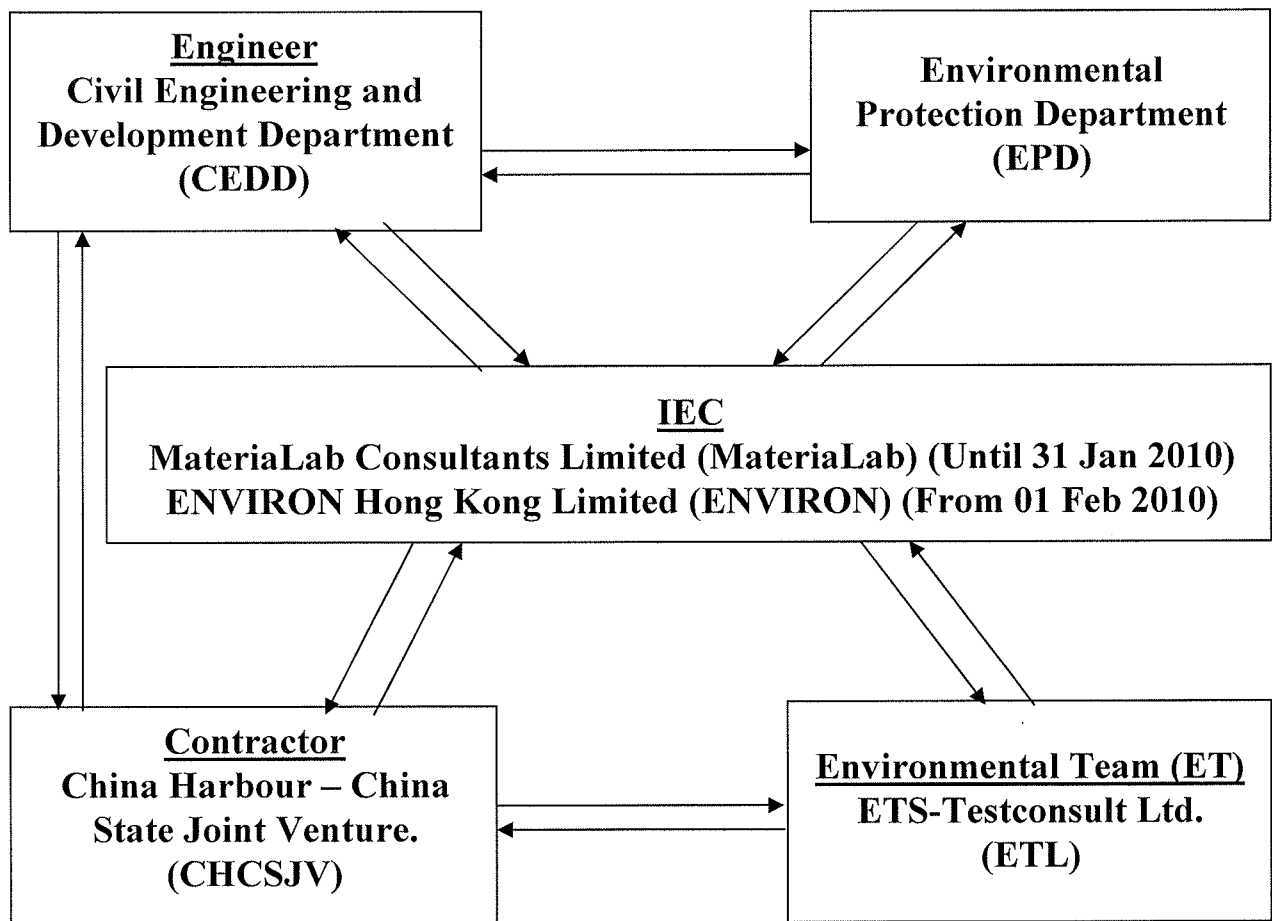 Engineer
Civil Engineering and
Development Department
(CEDD)
Environmental
Protection Department
(EPD)
IEC
MateriaLab Consultants Limited (MateriaLab) (Until 31 Jan 2010)
ENVIRON Hong Kong Limited (ENVIRON) (From 01 Feb 2010)
Contractor
China Harbour – China
State Joint Venture.
(CHCSJV)
Environmental Team (ET)
ETS-Testconsult Ltd.
(ETL)